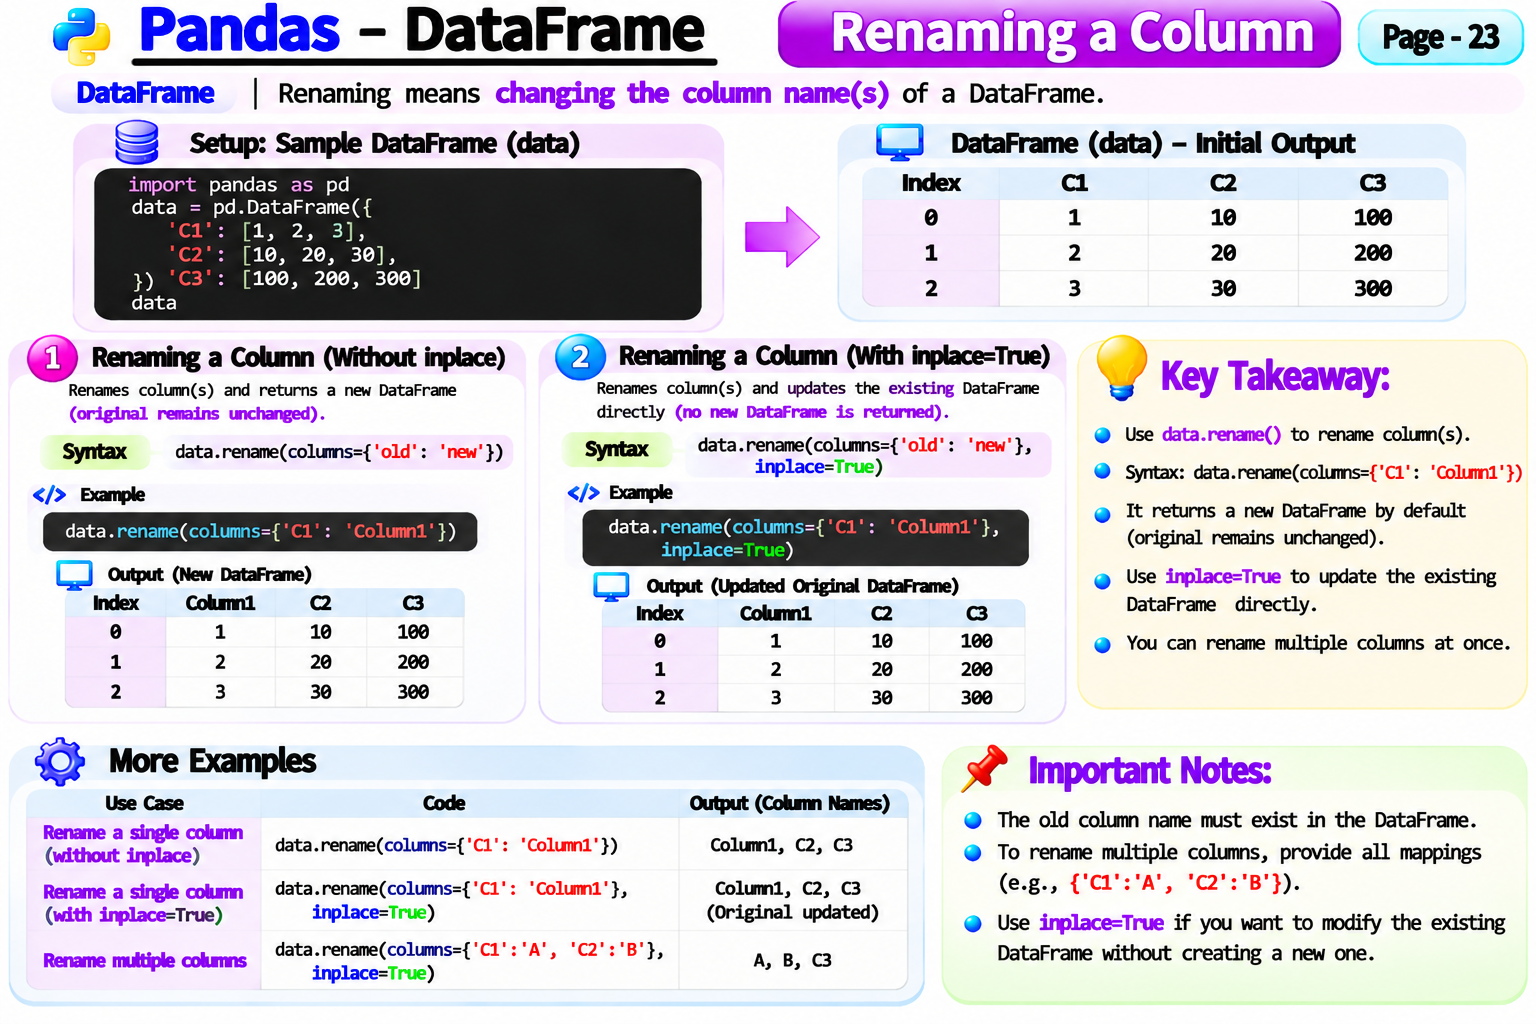 Pandas – DataFrame
Renaming a Column
Page - 23
DataFrame | Renaming means changing the column name(s) of a DataFrame.
Setup: Sample DataFrame (data)
import pandas as pd
data = pd.DataFrame({
'C1': [1, 2, 3],
'C2': [10, 20, 30],
}) 'C3': [100, 200, 300]
data
DataFrame (data) – Initial Output
Index C1 C2 C3
0 1 10 100
1 2 20 200
2 3 30 300
1 Renaming a Column (Without inplace)
Renames column(s) and returns a new DataFrame
(original remains unchanged).
Syntax data.rename(columns={'old': 'new'})
</> Example
data.rename(columns={'C1': 'Column1'})
Output (New DataFrame)
Index Column1 C2 C3
0 1 10 100
1 2 20 200
2 3 30 300
2 Renaming a Column (With inplace=True)
Renames column(s) and updates the existing DataFrame
directly (no new DataFrame is returned).
Syntax data.rename(columns={'old': 'new'},
inplace=True)
</> Example
data.rename(columns={'C1': 'Column1'},
inplace=True)
Output (Updated Original DataFrame)
Index Column1 C2 C3
0 1 10 100
1 2 20 200
2 3 30 300
Key Takeaway:
Use data.rename() to rename column(s).
Syntax: data.rename(columns={'C1': 'Column1'})
It returns a new DataFrame by default
(original remains unchanged).
Use inplace=True to update the existing
DataFrame directly.
You can rename multiple columns at once.
More Examples
Use Case Code Output (Column Names)
Rename a single column
(without inplace)
data.rename(columns={'C1': 'Column1'})
Column1, C2, C3
Rename a single column
(with inplace=True)
data.rename(columns={'C1': 'Column1'},
inplace=True)
Column1, C2, C3
(Original updated)
Rename multiple columns
data.rename(columns={'C1':'A', 'C2':'B'},
inplace=True)
A, B, C3
Important Notes:
The old column name must exist in the DataFrame.
To rename multiple columns, provide all mappings
(e.g., {'C1':'A', 'C2':'B'}).
Use inplace=True if you want to modify the existing
DataFrame without creating a new one.